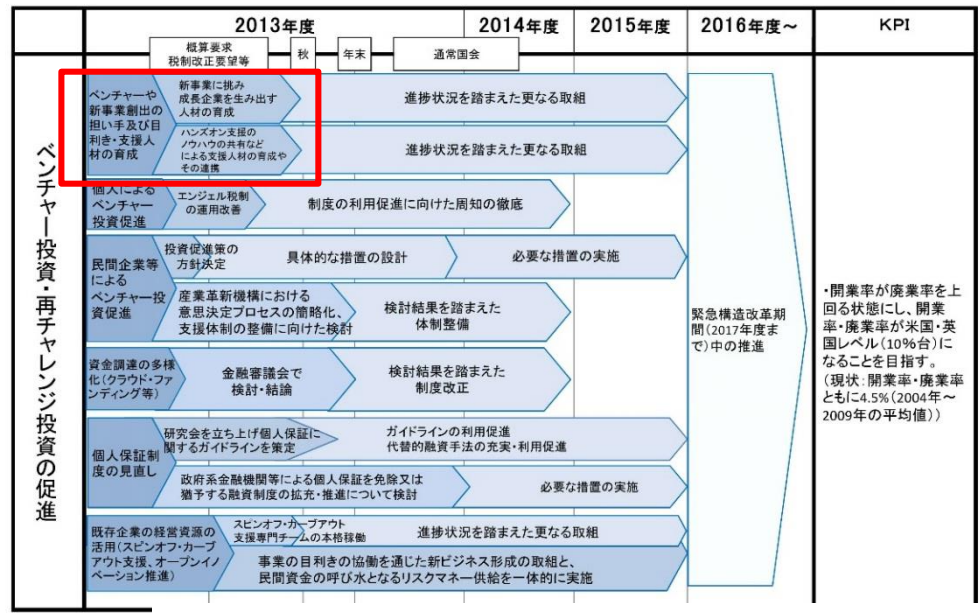 2013年度
2014年度
2015年度
2016年度～
KPI
概算要求
税制改正要望等
秋
年末
通常国会
ベンチャー投資・再チャレンジ投資の促進
ベンチャーや
新事業創出の
担い手及び目
利き・支援人
材の育成
新事業に挑み
成長企業を生み出す
人材の育成
進捗状況を踏まえた更なる取組
ハンズオン支援の
ノウハウの共有など
による支援人材の育成や
その連携
進捗状況を踏まえた更なる取組
個人による
ベンチャー
投資促進
エンジェル税制
の運用改善
制度の利用促進に向けた周知の徹底
民間企業等
による
ベンチャー投
資促進
投資促進策の
方針決定
具体的な措置の設計
必要な措置の実施
産業革新機構における
意思決定プロセスの簡略化、
支援体制の整備に向けた検討
検討結果を踏まえた
体制整備
資金調達の多様
化(クラウド・ファ
ンディング等)
金融審議会で
検討・結論
検討結果を踏まえた
制度改正
個人保証制
度の見直し
研究会を立ち上げ個人保証に
関するガイドラインを策定
ガイドラインの利用促進
代替的融資手法の充実・利用促進
政府系金融機関等による個人保証を免除又は
猶予する融資制度の拡充・推進について検討
必要な措置の実施
既存企業の経営資源の
活用(スピンオフ・カーブ
アウト支援、オープンイノ
ベーション推進)
スピンオフ・カーブアウト
支援専門チームの本格稼働
進捗状況を踏まえた更なる取組
事業の目利きの協働を通じた新ビジネス形成の取組と、
民間資金の呼び水となるリスクマネー供給を一体的に実施
緊急構造改革期
間(2017年度ま
で)中の推進
・開業率が廃業率を上
回る状態にし、開業
率・廃業率が米国・英
国レベル(10％台)に
なることを目指す。
(現状：開業率・廃業率
ともに4.5%(2004年～
2009年の平均値))